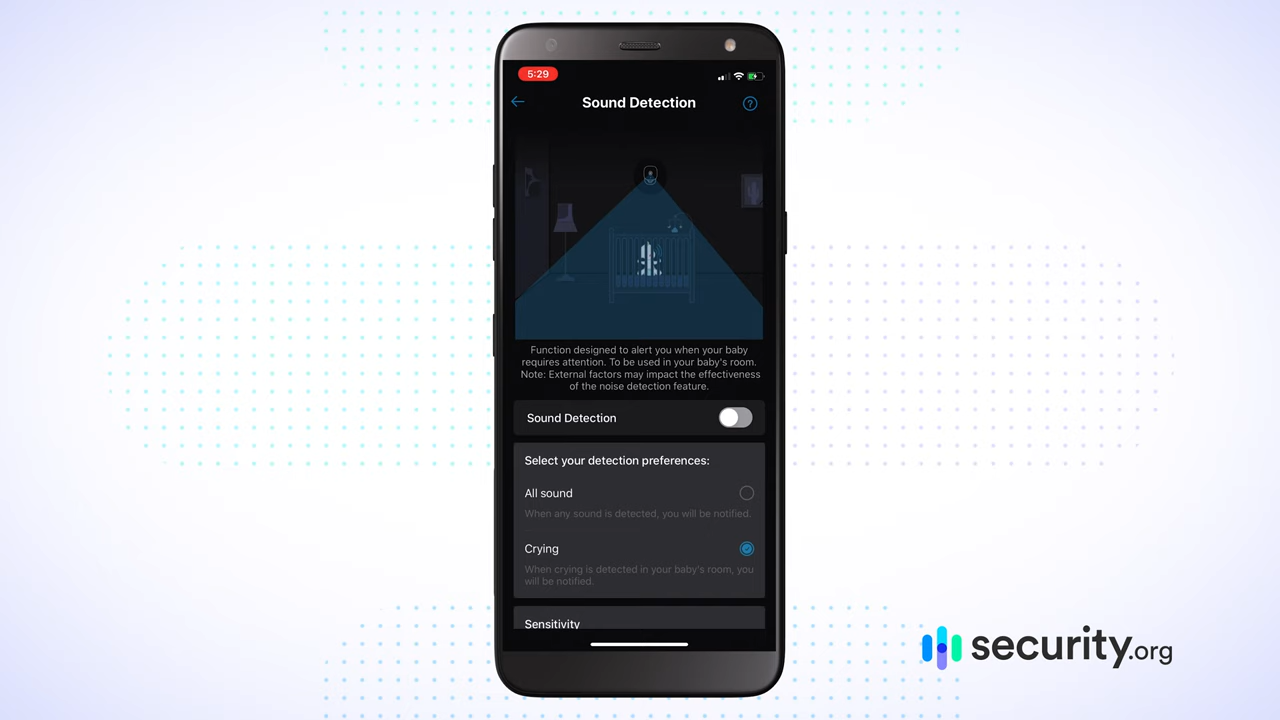 5:29
Sound Detection
?
Function designed to alert you when your baby
requires attention. To be used in your baby's room.
Note: External factors may impact the effectiveness
of the noise detection feature.
Sound Detection
Select your detection preferences:
All sound
When any sound is detected, you will be notified.
Crying
When crying is detected in your baby's room, you
will be notified.
Sensitivity
security.org